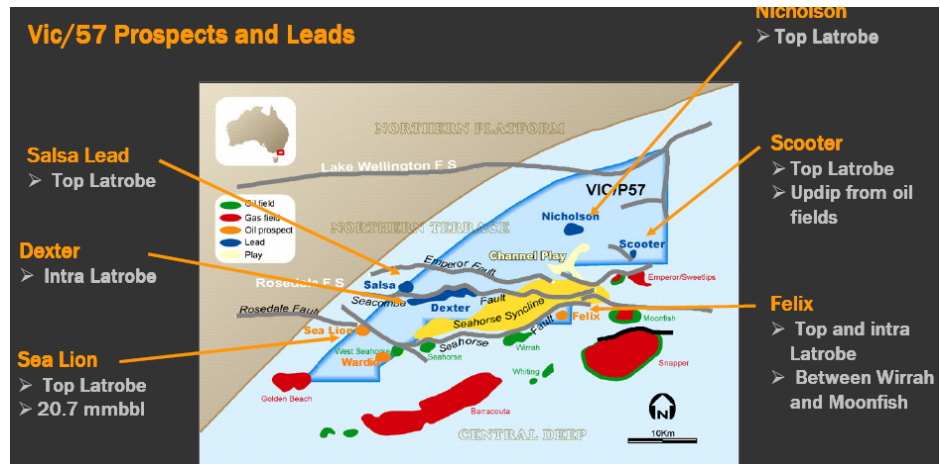 Vic/57 Prospects and Leads
Nicholson
➢ Top Latrobe
Salsa Lead
➢ Top Latrobe
Dexter
➢ Intra Latrobe
Sea Lion
➢ Top Latrobe
➢ 20.7 mmbbl
Scooter
➢ Top Latrobe
➢ Updip from oil
fields
Felix
➢ Top and intra
Latrobe
➢ Between Wirrah
and Moonfish
NORTHERN PLATFORM
Lake Wellington F S
VIC/P57
Oil field
Gas field
Oil prospect
Lead
Play
NORTHERN TERRACE
Nicholson
Scooter
Channel Play
Emperor Fault
Emperor/Sweetlips
Rosedale F S
Salsa
Seacombe
Fault
Dexter
Rosedale Fault
Seahorse Syncline
Sea Lion
Felix
Moonfish
Seahorse
Fault
West Seahorse
Seahorse
Wirrah
Wardie
Snapper
Whiting
Golden Beach
Barracouta
CENTRAL DEEP
N
10Km